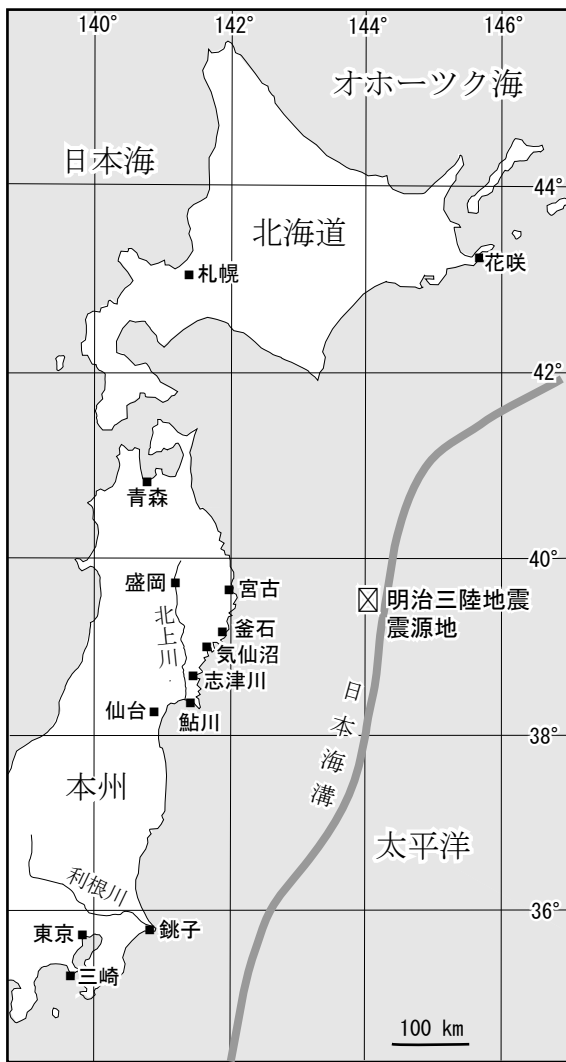 140°
142°
144°
146°
オホーツク海
日本海
44°
北海道
花咲
札幌
42°
青森
40°
盛岡
宮古
明治三陸地震
震源地
北上川
釜石
気仙沼
志津川
仙台
鮎川
38°
日本海溝
本州
太平洋
利根川
36°
東京
銚子
三崎
100 km